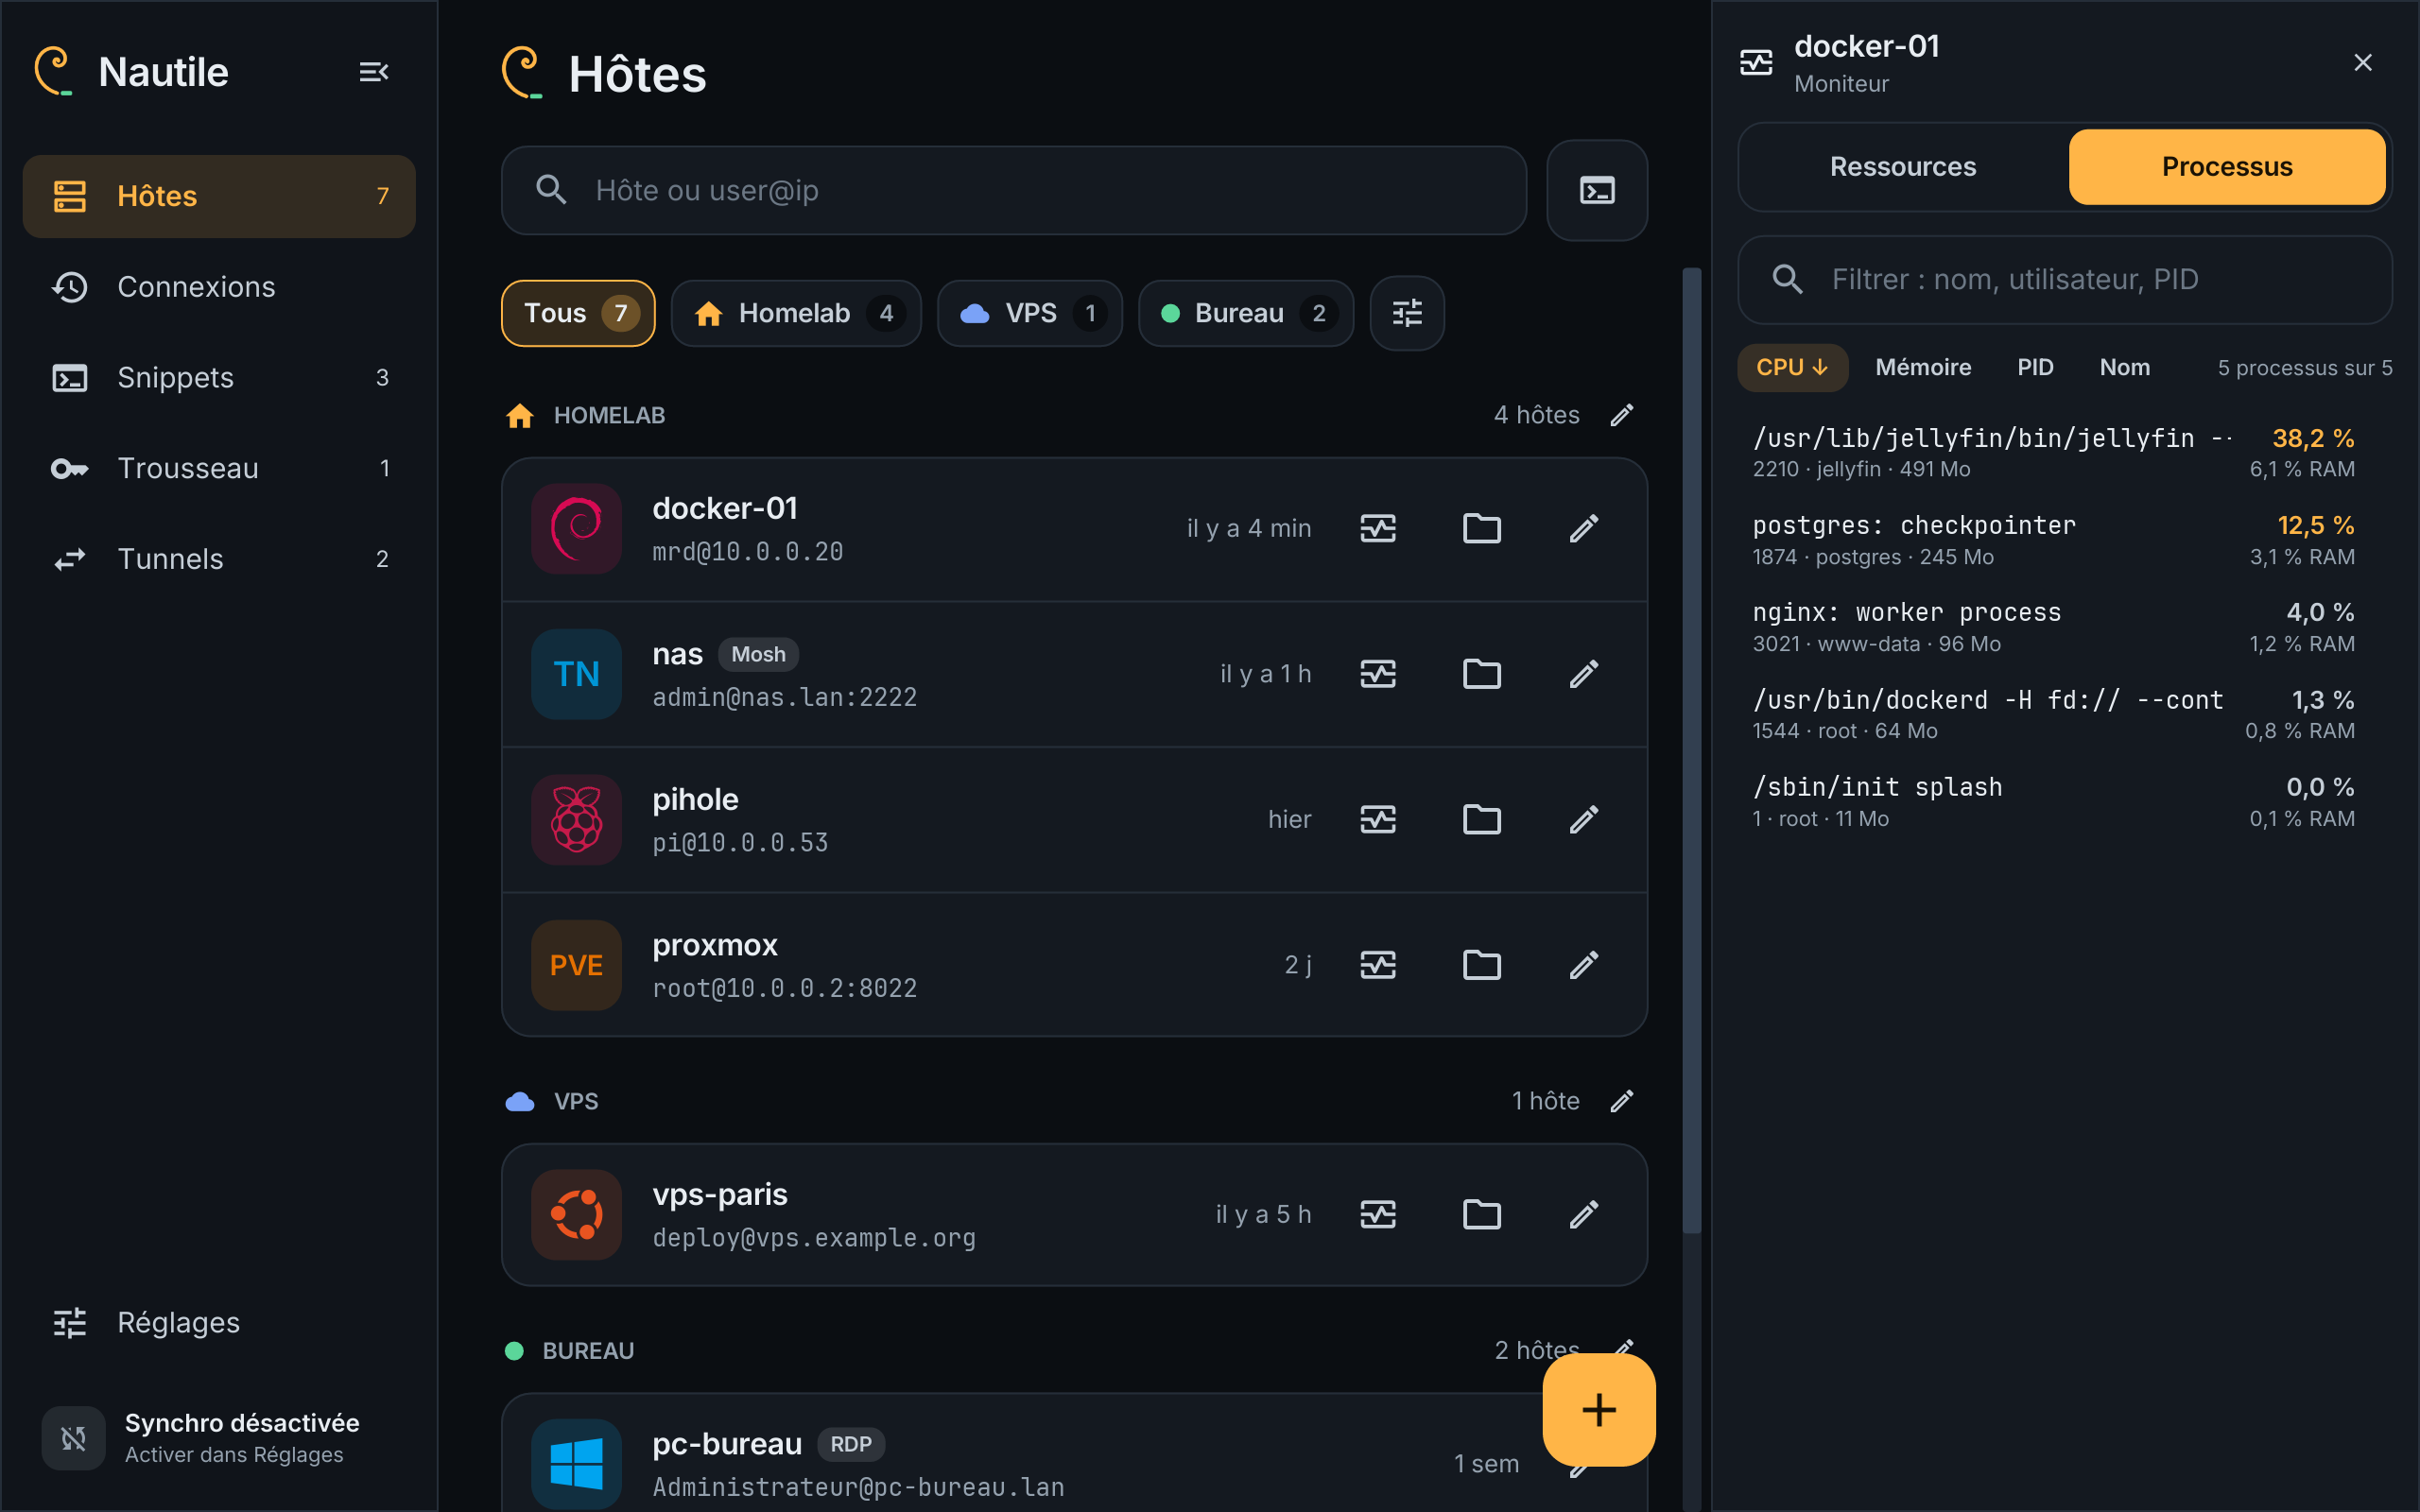 Nautile
Hôtes 7
Connexions
Snippets 3
Trousseau 1
Tunnels 2
Réglages
Synchro désactivée
Activer dans Réglages
Hôtes
Hôte ou user@ip
Tous 7 Homelab 4 VPS 1 Bureau 2
HOMELAB 4 hôtes
docker-01
mrd@10.0.0.20
il y a 4 min
TN
nas Mosh
admin@nas.lan:2222
il y a 1 h
pihole
pi@10.0.0.53
hier
PVE
proxmox
root@10.0.0.2:8022
2 j
VPS 1 hôte
vps-paris
deploy@vps.example.org
il y a 5 h
BUREAU 2 hôtes
pc-bureau RDP
Administrateur@pc-bureau.lan
1 sem
docker-01
Moniteur
Ressources Processus
Filtrer : nom, utilisateur, PID
CPU ↓ Mémoire PID Nom 5 processus sur 5
/usr/lib/jellyfin/bin/jellyfin -- 38,2 %
2210 · jellyfin · 491 Mo 6,1 % RAM
postgres: checkpointer 12,5 %
1874 · postgres · 245 Mo 3,1 % RAM
nginx: worker process 4,0 %
3021 · www-data · 96 Mo 1,2 % RAM
/usr/bin/dockerd -H fd:// --cont 1,3 %
1544 · root · 64 Mo 0,8 % RAM
/sbin/init splash 0,0 %
1 · root · 11 Mo 0,1 % RAM